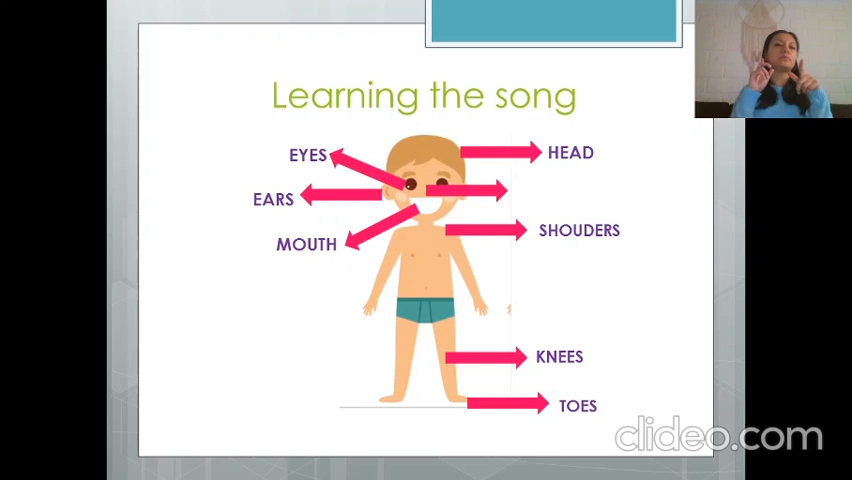 Learning the song
EYES
HEAD
EARS
SHOUDERS
MOUTH
KNEES
TOES
clideo.com